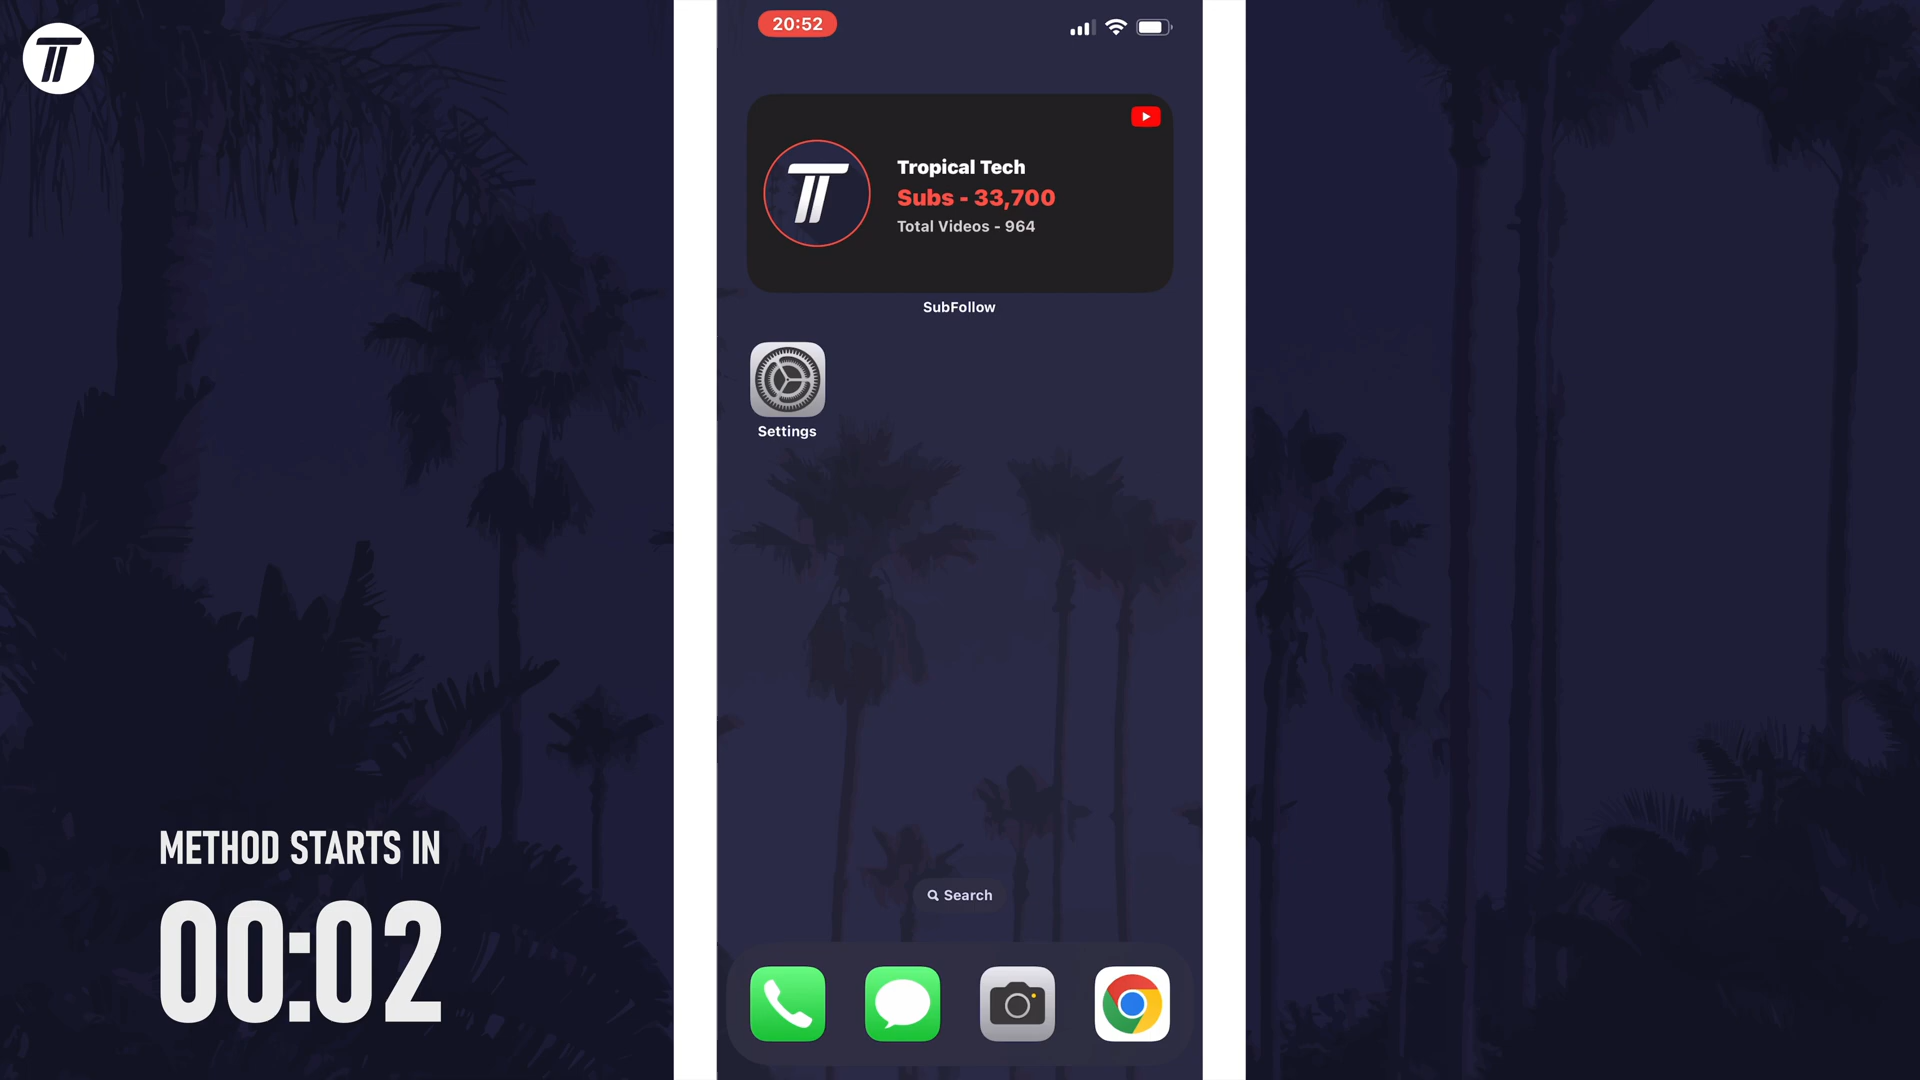 20:52
Tropical Tech
Subs - 33,700
Total Videos - 964
SubFollow
Settings
Search
METHOD STARTS IN
00:02